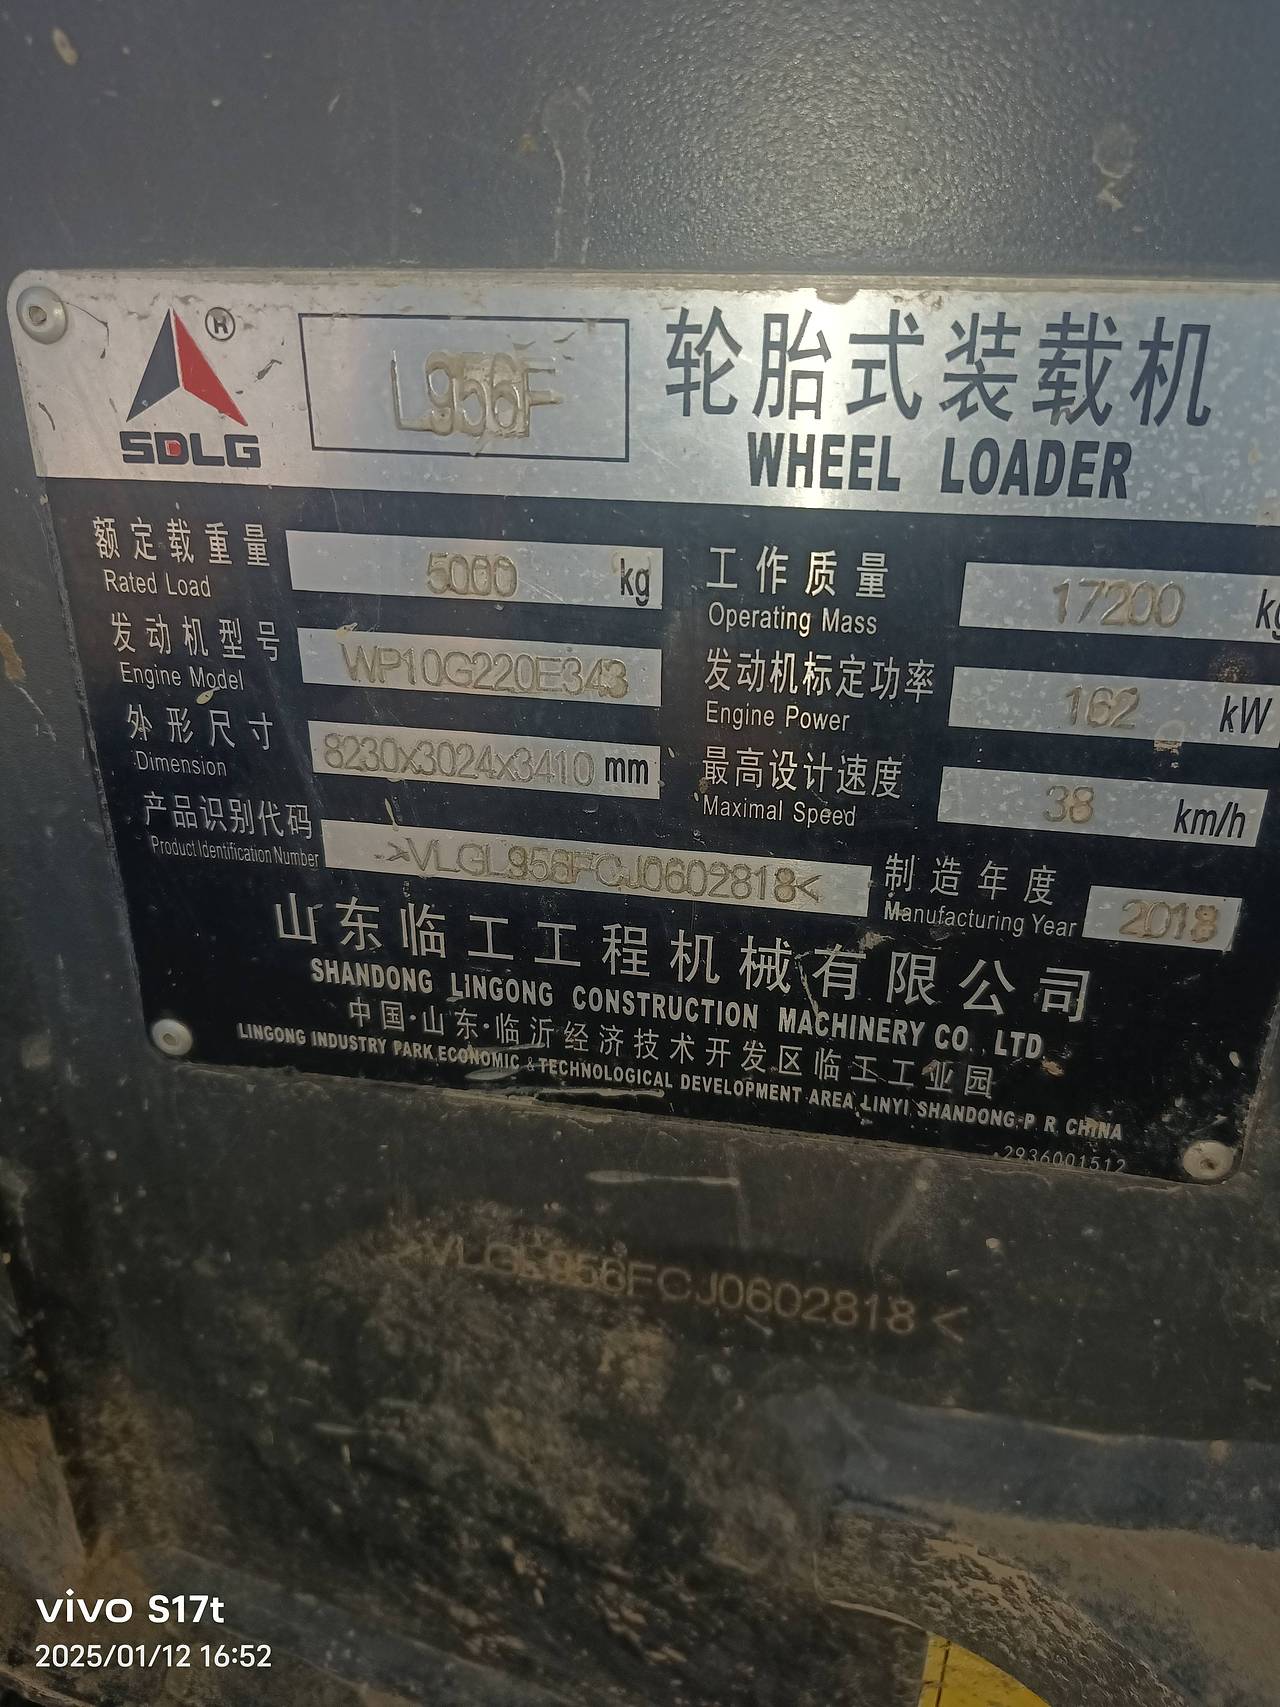 SDLG ®
L956F
轮胎式装载机
WHEEL LOADER
额定载重量 5000 kg
Rated Load
工作质量 17200 kg
Operating Mass
发动机型号 WP10G220E343
Engine Model
发动机标定功率 162 kW
Engine Power
外形尺寸 8230x3024x3410 mm
Dimension
最高设计速度 38 km/h
Maximal Speed
产品识别代码 >VLGL956FCJ0602818<
Product Identification Number
制造年度 2018
Manufacturing Year
山东临工工程机械有限公司
SHANDONG LINGONG CONSTRUCTION MACHINERY CO.,LTD
中国·山东·临沂经济技术开发区临工工业园
LINGONG INDUSTRY PARK,ECONOMIC & TECHNOLOGICAL DEVELOPMENT AREA,LINYI SHANDONG·P R CHINA
2936001512
>VLGL956FCJ0602818<
vivo S17t
2025/01/12 16:52